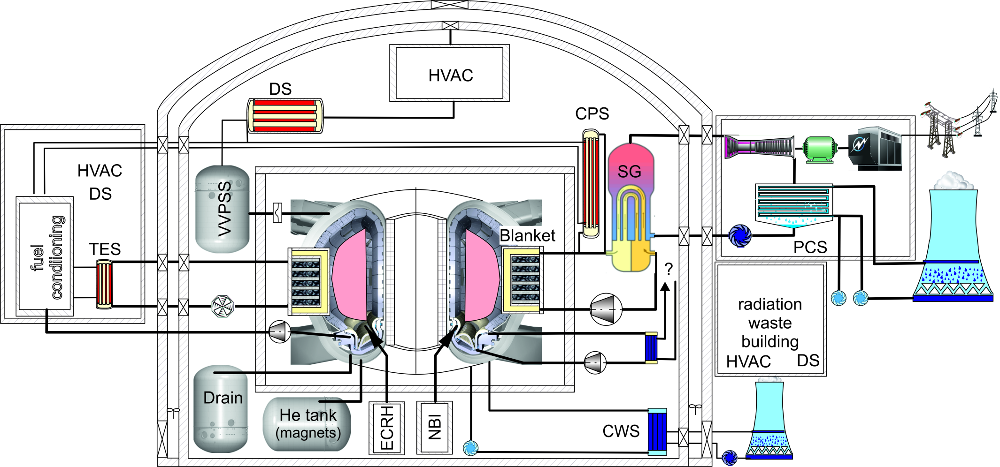 HVAC
DS
CPS
HVAC
DS
SG
VVPSS
Blanket
fuel
condiioning
TES
PCS
?
radiation
waste
building
HVAC DS
Drain
He tank
(magnets)
ECRH
NBI
CWS